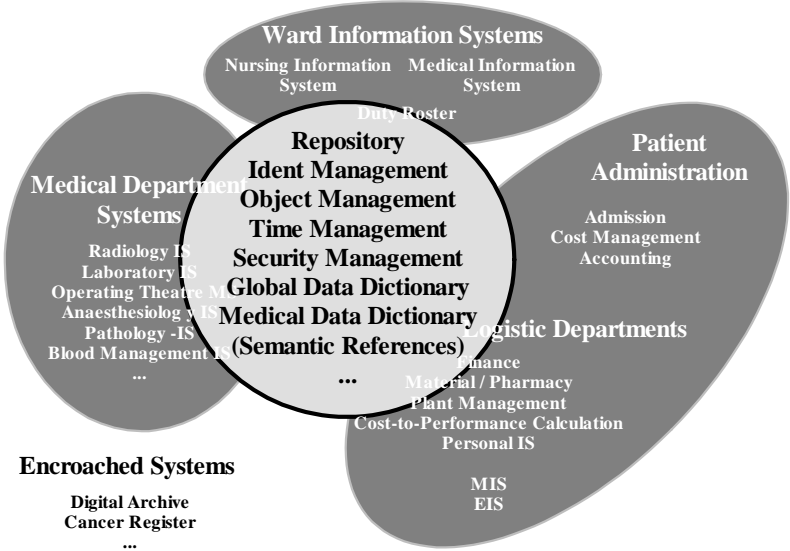 Ward Information Systems
Nursing Information
System
Medical Information
System
Duty Roster
Repository
Ident Management
Object Management
Time Management
Security Management
Global Data Dictionary
Medical Data Dictionary
(Semantic References)
...
Medical Department
Systems
Radiology IS
Laboratory IS
Operating Theatre M
Anaesthesiolog y IS
Pathology -IS
Blood Management IS
...
Patient
Administration
Admission
Cost Management
Accounting
Logistic Departments
Finance
Material / Pharmacy
Plant Management
Cost-to-Performance Calculation
Personal IS
MIS
EIS
Encroached Systems
Digital Archive
Cancer Register
...